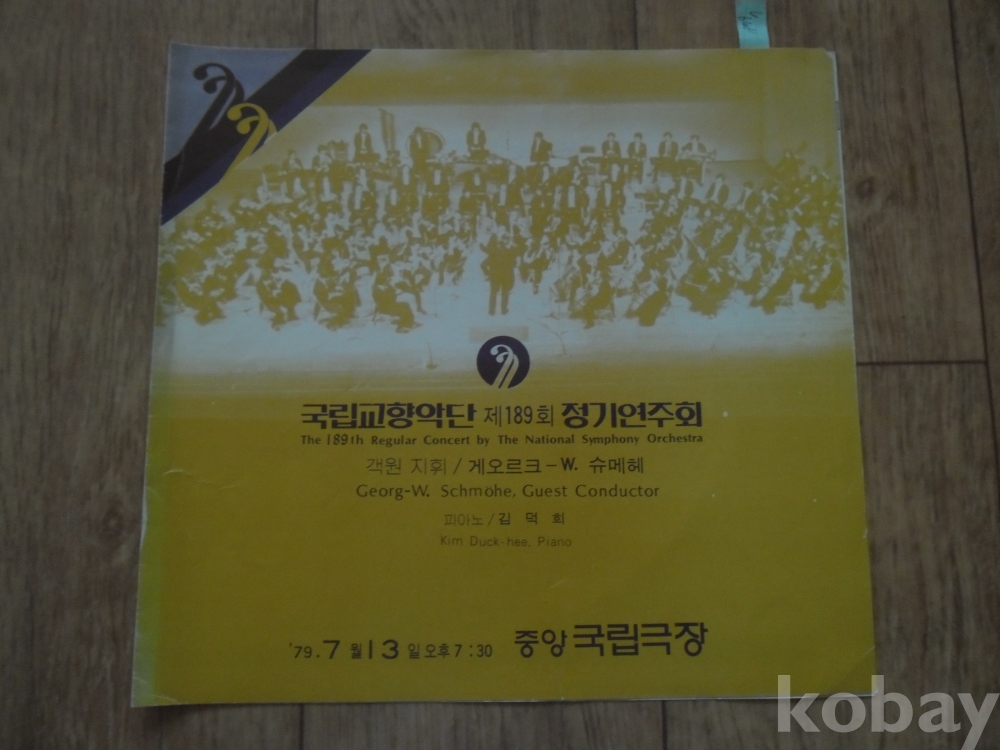 국립교향악단 제189회 정기연주회
The 189th Regular Concert by The National Symphony Orchestra
객원 지휘 / 게오르크 - W. 슈메헤
Georg-W. Schmöhe, Guest Conductor
피아노 / 김 덕 희
Kim Duck-hee, Piano
'79. 7 월 13 일 오후 7 : 30 중앙 국립극장
kobay